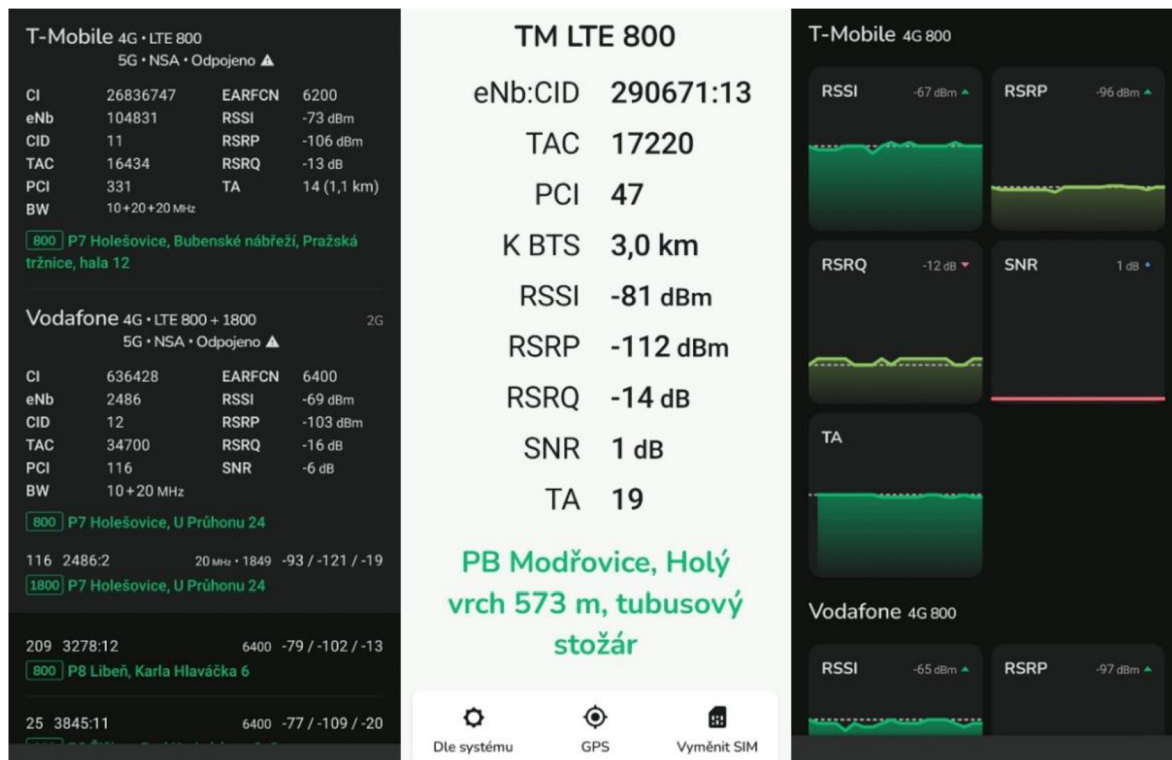 T-Mobile 4G • LTE 800
5G • NSA • Odpojeno
CI 26836747 EARFCN 6200
eNb 104831 RSSI -73 dBm
CID 11 RSRP -106 dBm
TAC 16434 RSRQ -13 dB
PCI 331 TA 14 (1,1 km)
BW 10+20+20 MHz
800 P7 Holešovice, Bubenské nábřeží, Pražská
tržnice, hala 12
Vodafone 4G • LTE 800 + 1800 2G
5G • NSA • Odpojeno
CI 636428 EARFCN 6400
eNb 2486 RSSI -69 dBm
CID 12 RSRP -103 dBm
TAC 34700 RSRQ -16 dB
PCI 116 SNR -6 dB
BW 10+20 MHz
800 P7 Holešovice, U Průhonu 24
116 2486:2 20 MHz • 1849 -93 / -121 / -19
1800 P7 Holešovice, U Průhonu 24
209 3278:12 6400 -79 / -102 / -13
800 P8 Libeň, Karla Hlaváčka 6
25 3845:11 6400 -77 / -109 / -20
TM LTE 800
eNb:CID 290671:13
TAC 17220
PCI 47
K BTS 3,0 km
RSSI -81 dBm
RSRP -112 dBm
RSRQ -14 dB
SNR 1 dB
TA 19
PB Modřovice, Holý
vrch 573 m, tubusový
stožár
Dle systému GPS Vyměnit SIM
T-Mobile 4G 800
RSSI -67 dBm RSRP -96 dBm
RSRQ -12 dB SNR 1 dB
TA
Vodafone 4G 800
RSSI -65 dBm RSRP -97 dBm